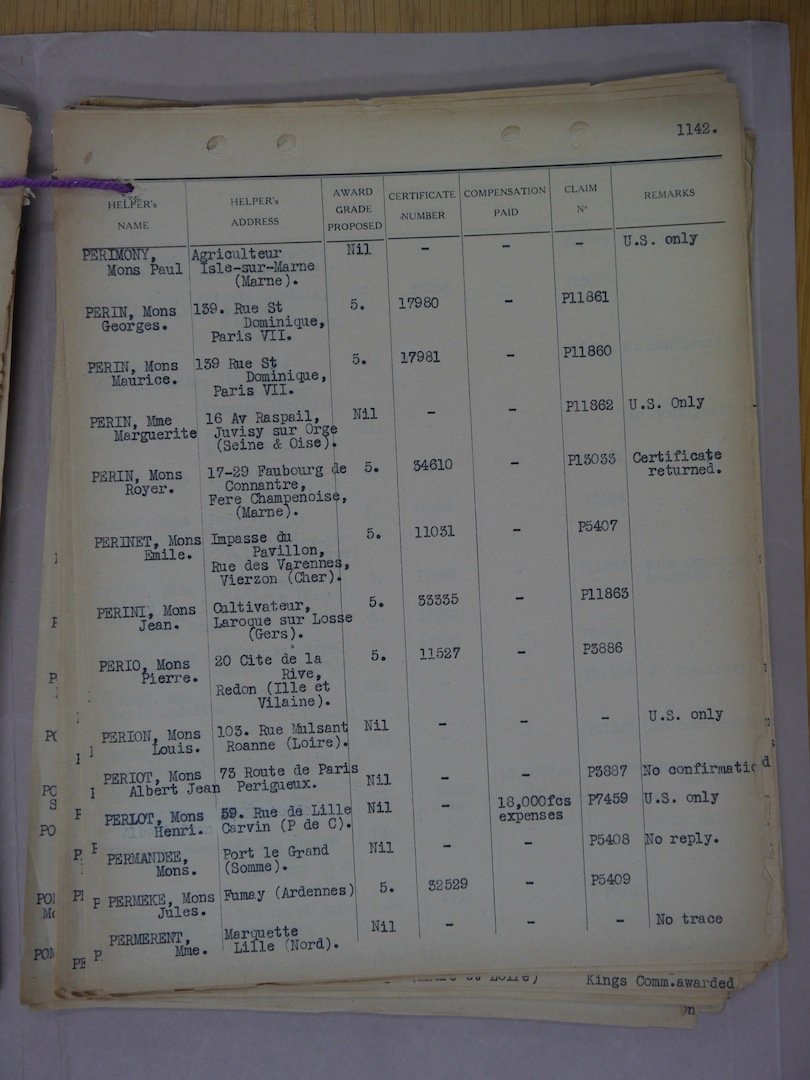 1142.
HELPER's NAME | HELPER's ADDRESS | AWARD GRADE PROPOSED | CERTIFICATE NUMBER | COMPENSATION PAID | CLAIM Nº | REMARKS
PERIMONY, Agriculteur Nil - - - U.S. only
Mons Paul Isle-sur-Marne
(Marne).
PERIN, Mons 139. Rue St 5. 17980 - P11861
Georges. Dominique,
Paris VII.
PERIN, Mons 139 Rue St 5. 17981 - P11860
Maurice. Dominique,
Paris VII.
PERIN, Mme 16 Av Raspail, Nil - - P11862 U.S. Only
Marguerite Juvisy sur Orge
(Seine & Oise).
PERIN, Mons 17-29 Faubourg de 5. 34610 - P13033 Certificate
Royer. Connantre, returned.
Fere Champenoise,
(Marne).
PERINET, Mons Impasse du 5. 11031 - P5407
Emile. Pavillon,
Rue des Varennes,
Vierzon (Cher).
PERINI, Mons Cultivateur, 5. 33335 - P11863
Jean. Laroque sur Losse
(Gers).
PERIO, Mons 20 Cite de la 5. 11527 - P3886
Pierre. Rive,
Redon (Ille et
Vilaine).
PERION, Mons 103. Rue Mulsant Nil - - - U.S. only
Louis. Roanne (Loire).
PERIOT, Mons 73 Route de Paris Nil - - P3887 No confirmatio
Albert Jean Perigueux.
PERLOT, Mons 59. Rue de Lille Nil - 18,000fcs P7459 U.S. only
Henri. Carvin (P de C). expenses
PERMANDEE, Port le Grand Nil - - P5408 No reply.
Mons. (Somme).
PERMEKE, Mons Fumay (Ardennes) 5. 32529 - P5409
Jules.
PERMERENT, Marquette Nil - - - No trace
Mme. Lille (Nord).
Kings Comm.awarded